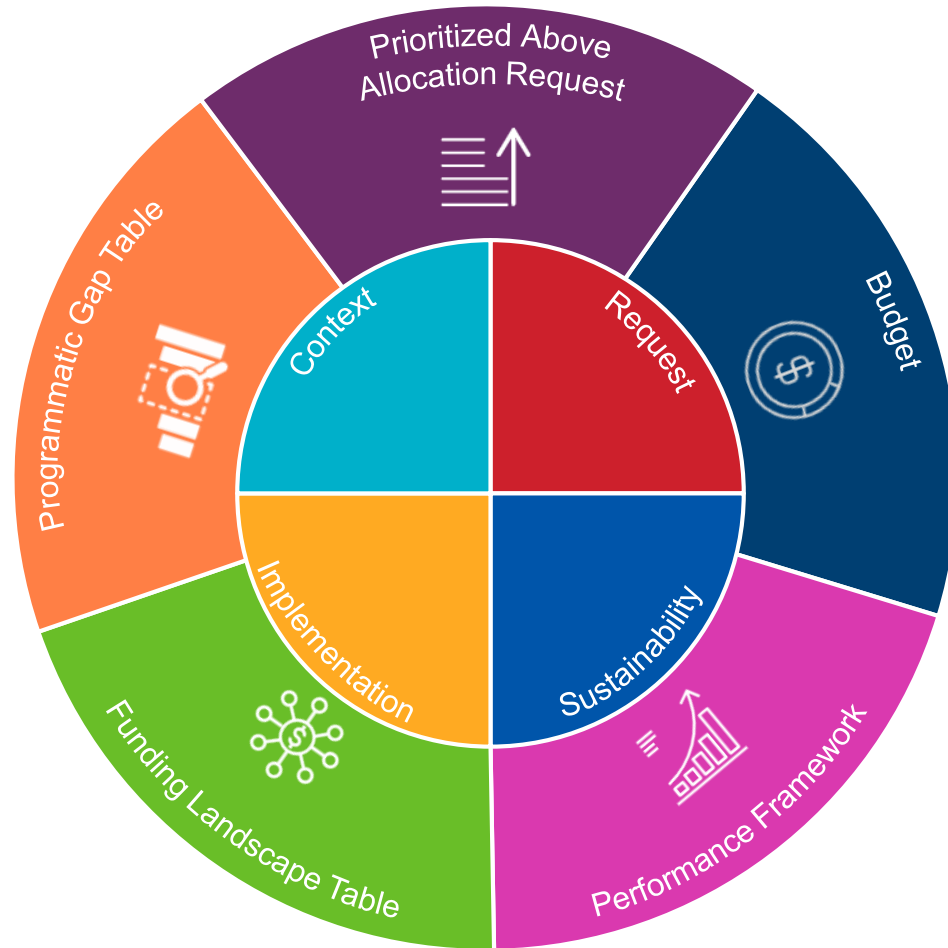 Prioritized Above
Allocation Request
Budget
Performance Framework
Funding Landscape Table
Programmatic Gap Table
Context
Request
Sustainability
Implementation
$
$